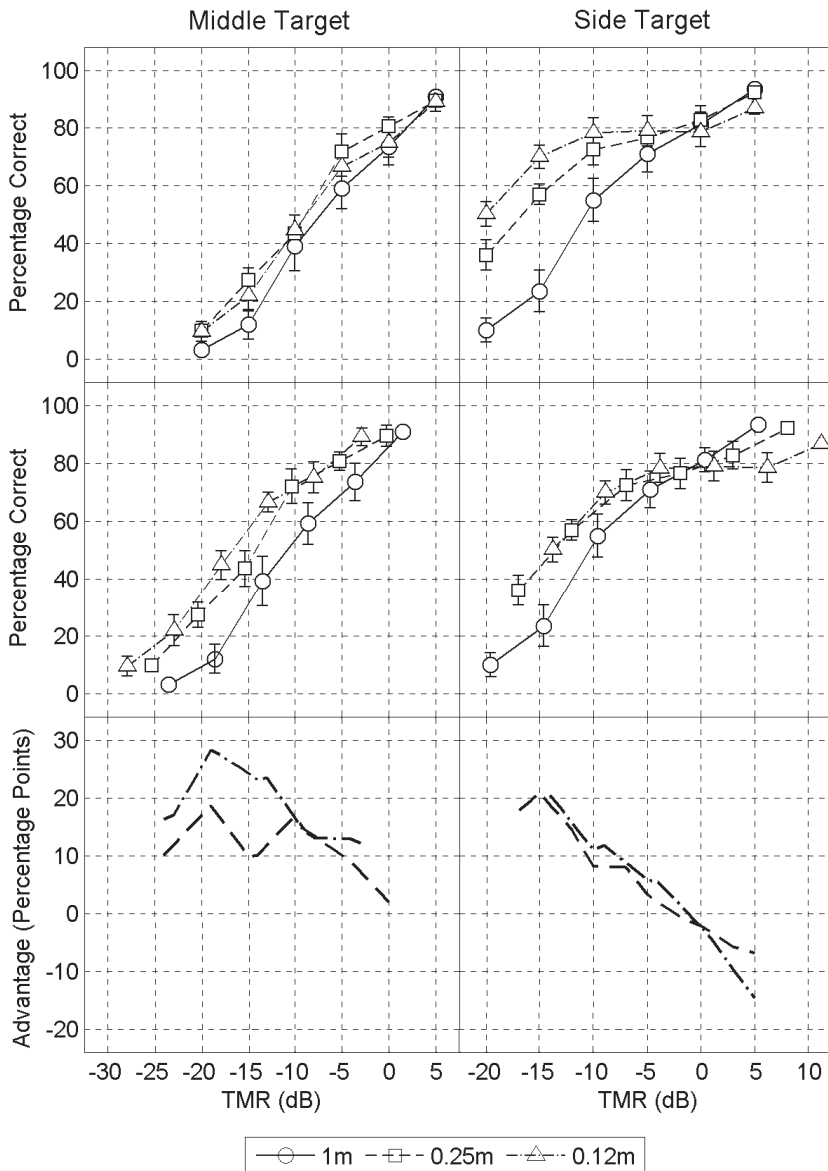 Middle Target Side Target
Percentage Correct
100
80
60
40
20
0
Percentage Correct
100
80
60
40
20
0
Advantage (Percentage Points)
30
20
10
0
-10
-20
-30 -25 -20 -15 -10 -5 0 5 -20 -15 -10 -5 0 5 10
TMR (dB) TMR (dB)
1m 0.25m 0.12m